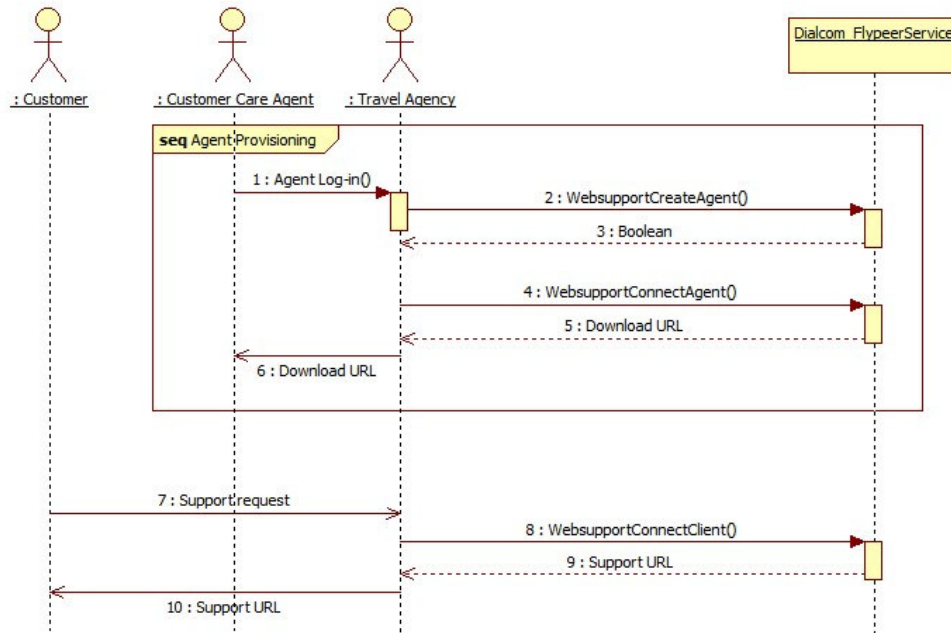 Dialcom_FlypeerService
: Customer
: Customer Care Agent
: Travel Agency
seq Agent Provisioning
1 : Agent Log-in()
2 : WebsupportCreateAgent()
3 : Boolean
4 : WebsupportConnectAgent()
5 : Download URL
6 : Download URL
7 : Support request
8 : WebsupportConnectClient()
9 : Support URL
10 : Support URL